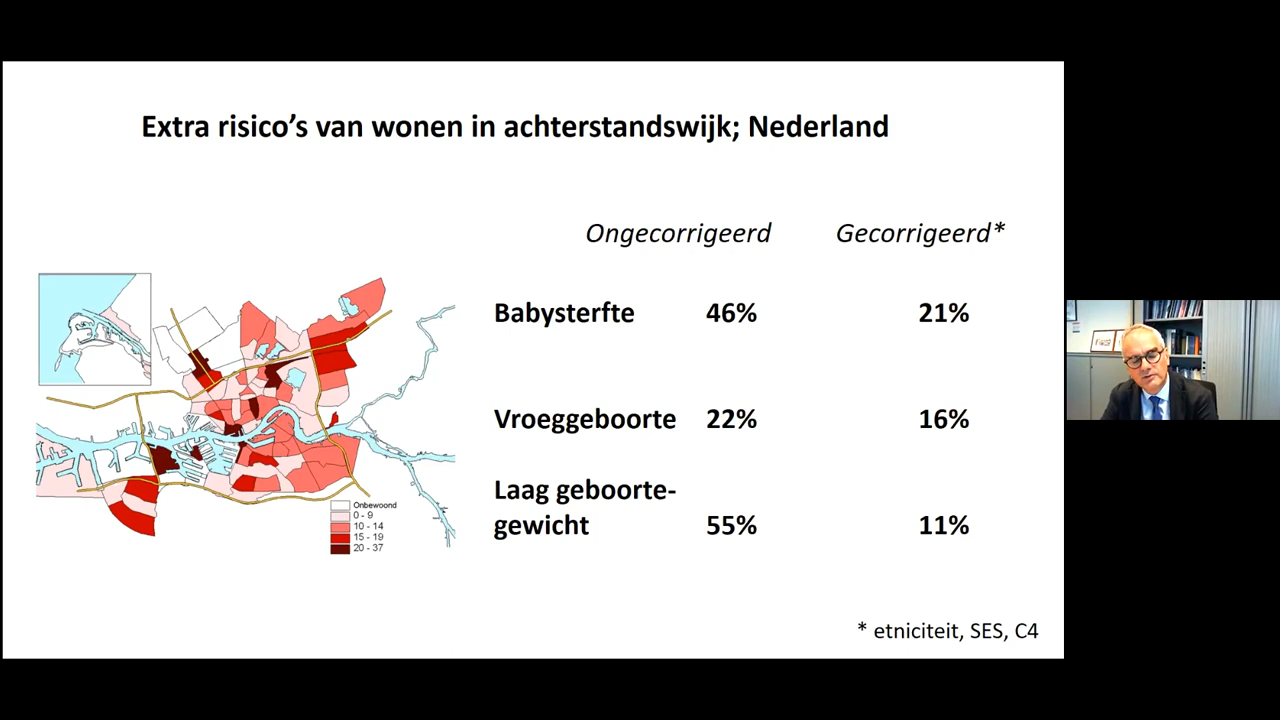 Extra risico’s van wonen in achterstandswijk; Nederland
Ongecorrigeerd Gecorrigeerd*
Babysterfte 46% 21%
Vroeggeboorte 22% 16%
Laag geboorte-
gewicht 55% 11%
Onbewoond
0 - 9
10 - 14
15 - 19
20 - 37
* etniciteit, SES, C4